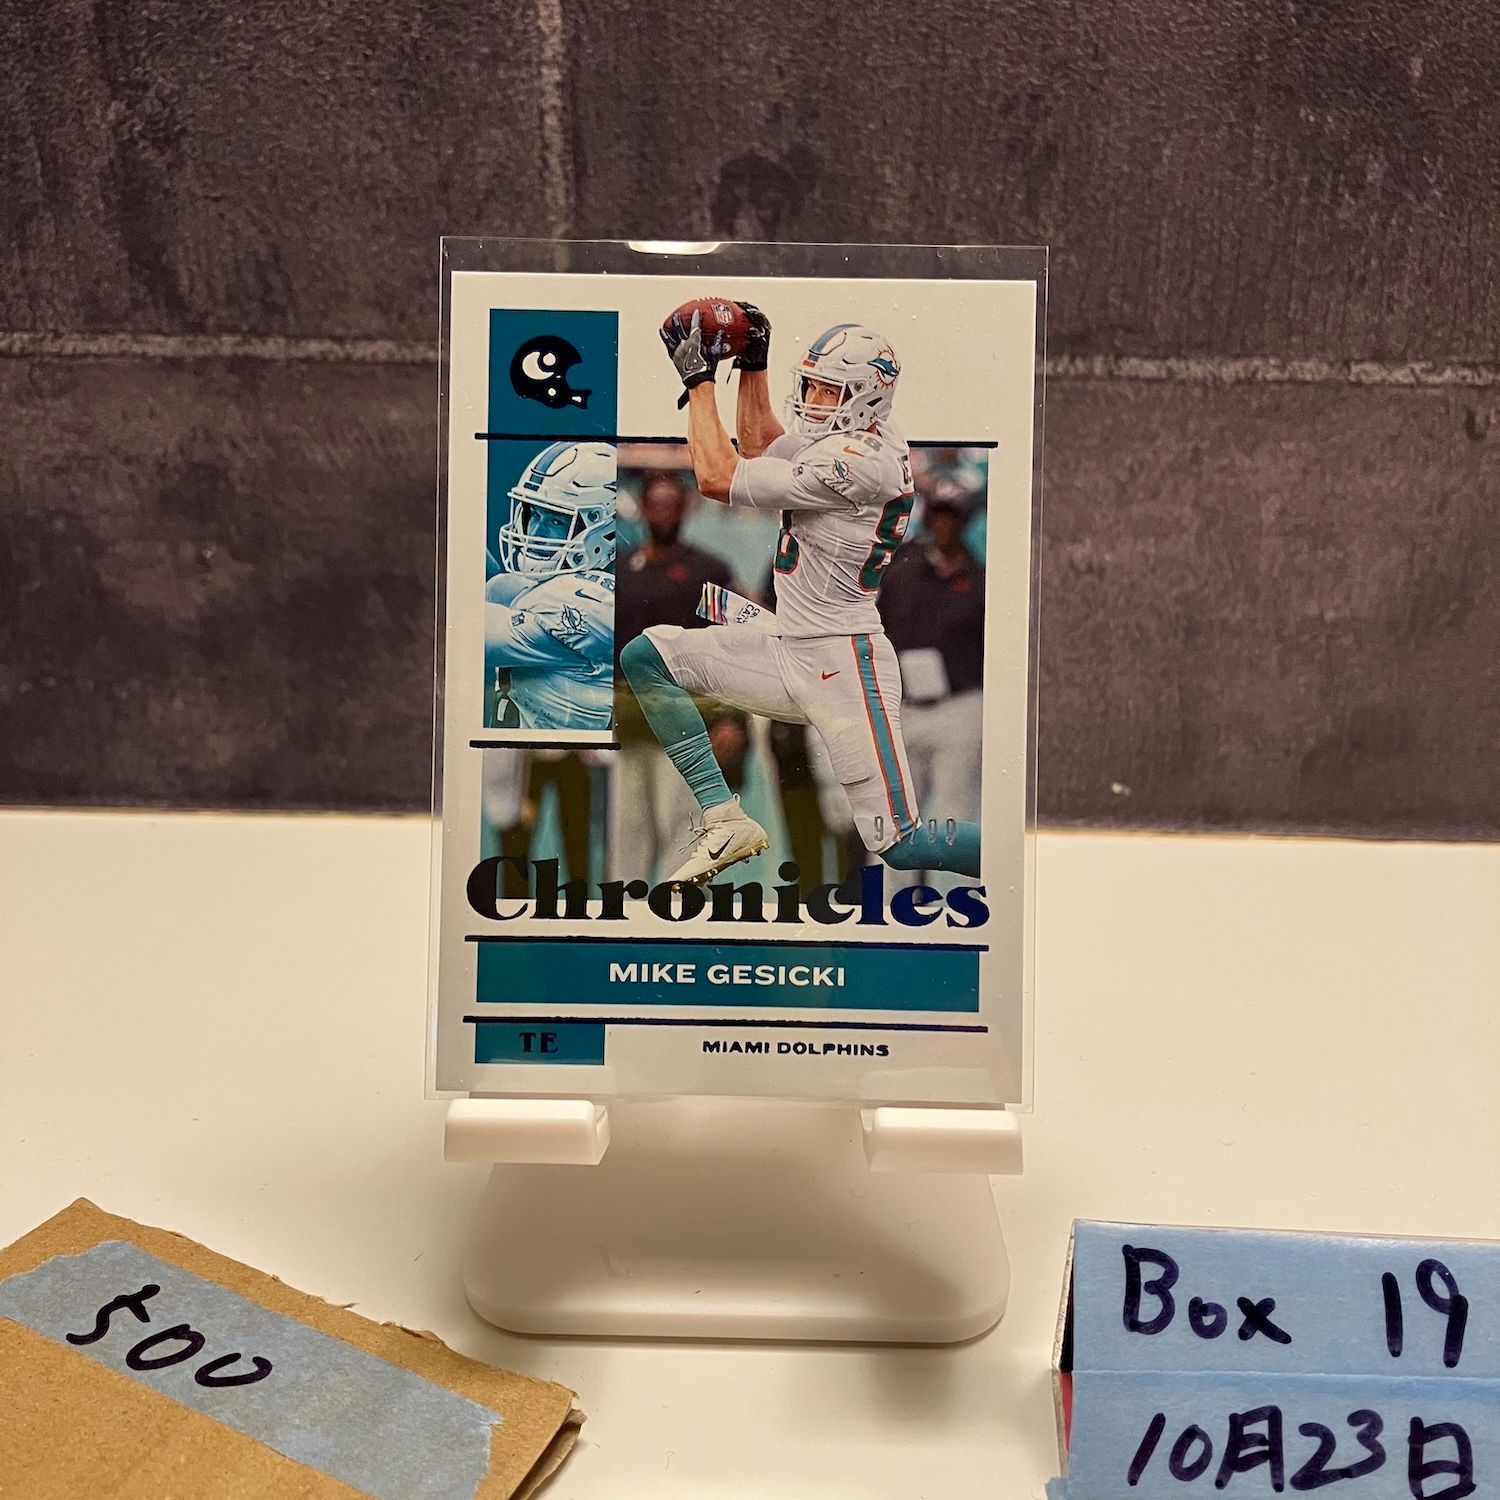 Chronicles
MIKE GESICKI
TE
MIAMI DOLPHINS
500
Box 19
10月23日